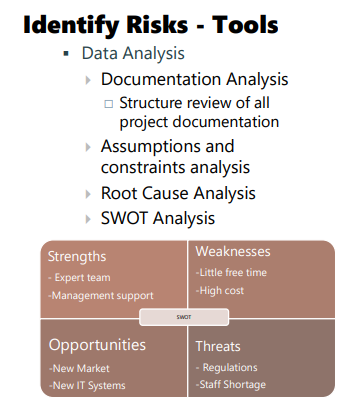 Identify Risks - Tools
Data Analysis
Documentation Analysis
Structure review of all
project documentation
Assumptions and
constraints analysis
Root Cause Analysis
SWOT Analysis
Strengths
- Expert team
-Management support
Weaknesses
-Little free time
-High cost
SWOT
Opportunities
-New Market
-New IT Systems
Threats
- Regulations
-Staff Shortage